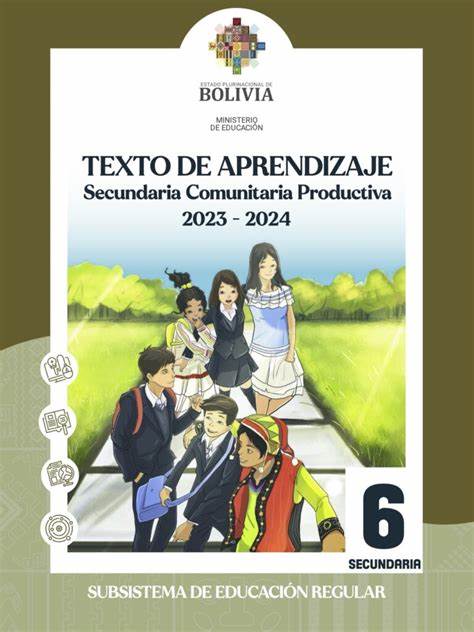 ESTADO PLURINACIONAL DE
BOLIVIA
MINISTERIO
DE EDUCACIÓN
TEXTO DE APRENDIZAJE
Secundaria Comunitaria Productiva
2023 - 2024
6
SECUNDARIA
SUBSISTEMA DE EDUCACIÓN REGULAR